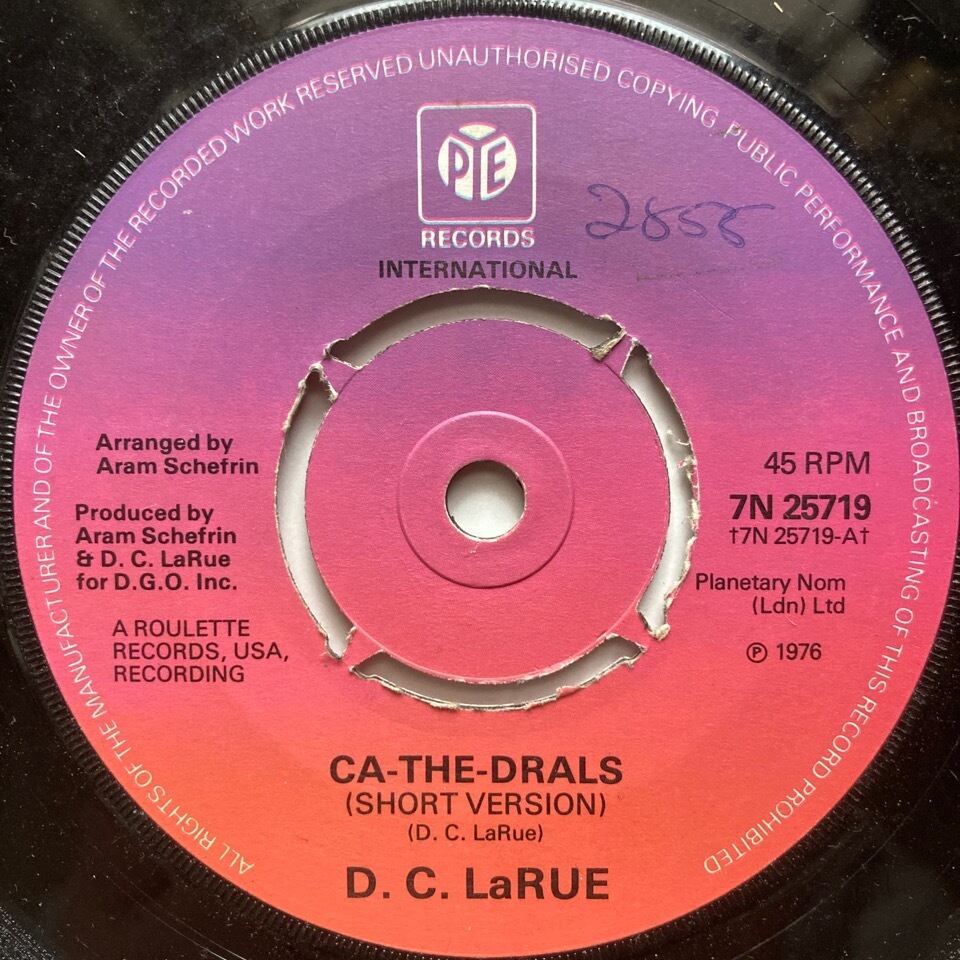 ALL RIGHTS OF THE MANUFACTURER AND OF THE OWNER OF THE RECORDED WORK RESERVED UNAUTHORISED COPYING, PUBLIC PERFORMANCE AND BROADCASTING OF THIS RECORD PROHIBITED
PYE
RECORDS
INTERNATIONAL
Arranged by
Aram Schefrin
Produced by
Aram Schefrin
& D. C. LaRue
for D.G.O. Inc.
A ROULETTE
RECORDS, USA,
RECORDING
45 RPM
7N 25719
†7N 25719-A†
Planetary Nom
(Ldn) Ltd
℗ 1976
CA-THE-DRALS
(SHORT VERSION)
(D. C. LaRue)
D. C. LaRUE